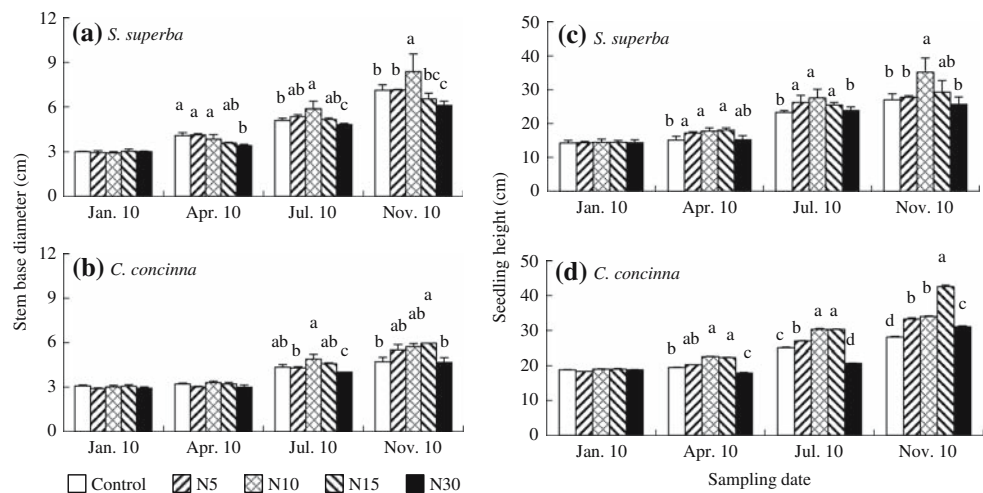 (a) S. superba
12
9
6
3
0
a a a ab b
b ab a ab c
b b a bc c
Jan. 10 Apr. 10 Jul. 10 Nov. 10
(b) C. concinna
12
9
6
3
0
ab b a ab c
b ab ab a b
Jan. 10 Apr. 10 Jul. 10 Nov. 10
Stem base diameter (cm)
Control N5 N10 N15 N30
(c) S. superba
50
40
30
20
10
0
b a a a ab
b a a a b
b b a ab b
Jan. 10 Apr. 10 Jul. 10 Nov. 10
(d) C. concinna
50
40
30
20
10
00
b ab a a c
c b a a d
d b b a c
Jan. 10 Apr. 10 Jul. 10 Nov. 10
Seedling height (cm)
Sampling date